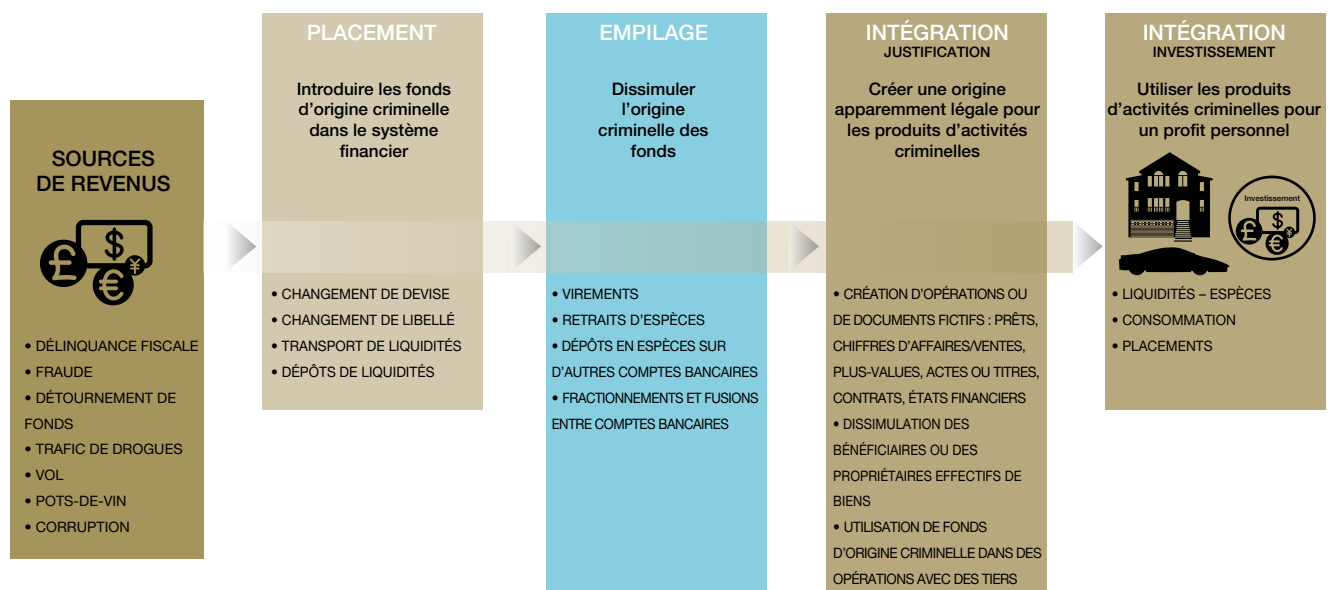 SOURCES
DE REVENUS
$
£
¥
€
• DÉLINQUANCE FISCALE
• FRAUDE
• DÉTOURNEMENT DE
FONDS
• TRAFIC DE DROGUES
• VOL
• POTS-DE-VIN
• CORRUPTION
PLACEMENT
Introduire les fonds
d’origine criminelle
dans le système
financier
• CHANGEMENT DE DEVISE
• CHANGEMENT DE LIBELLÉ
• TRANSPORT DE LIQUIDITÉS
• DÉPÔTS DE LIQUIDITÉS
EMPILAGE
Dissimuler
l’origine
criminelle des
fonds
• VIREMENTS
• RETRAITS D’ESPÈCES
• DÉPÔTS EN ESPÈCES SUR
D’AUTRES COMPTES BANCAIRES
• FRACTIONNEMENTS ET FUSIONS
ENTRE COMPTES BANCAIRES
INTÉGRATION
JUSTIFICATION
Créer une origine
apparemment légale pour
les produits d’activités
criminelles
• CRÉATION D’OPÉRATIONS OU
DE DOCUMENTS FICTIFS : PRÊTS,
CHIFFRES D’AFFAIRES/VENTES,
PLUS-VALUES, ACTES OU TITRES,
CONTRATS, ÉTATS FINANCIERS
• DISSIMULATION DES
BÉNÉFICIAIRES OU DES
PROPRIÉTAIRES EFFECTIFS DE
BIENS
• UTILISATION DE FONDS
D’ORIGINE CRIMINELLE DANS DES
OPÉRATIONS AVEC DES TIERS
INTÉGRATION
INVESTISSEMENT
Utiliser les produits
d’activités criminelles pour
un profit personnel
Investissement
$
£
¥
€
• LIQUIDITÉS – ESPÈCES
• CONSOMMATION
• PLACEMENTS